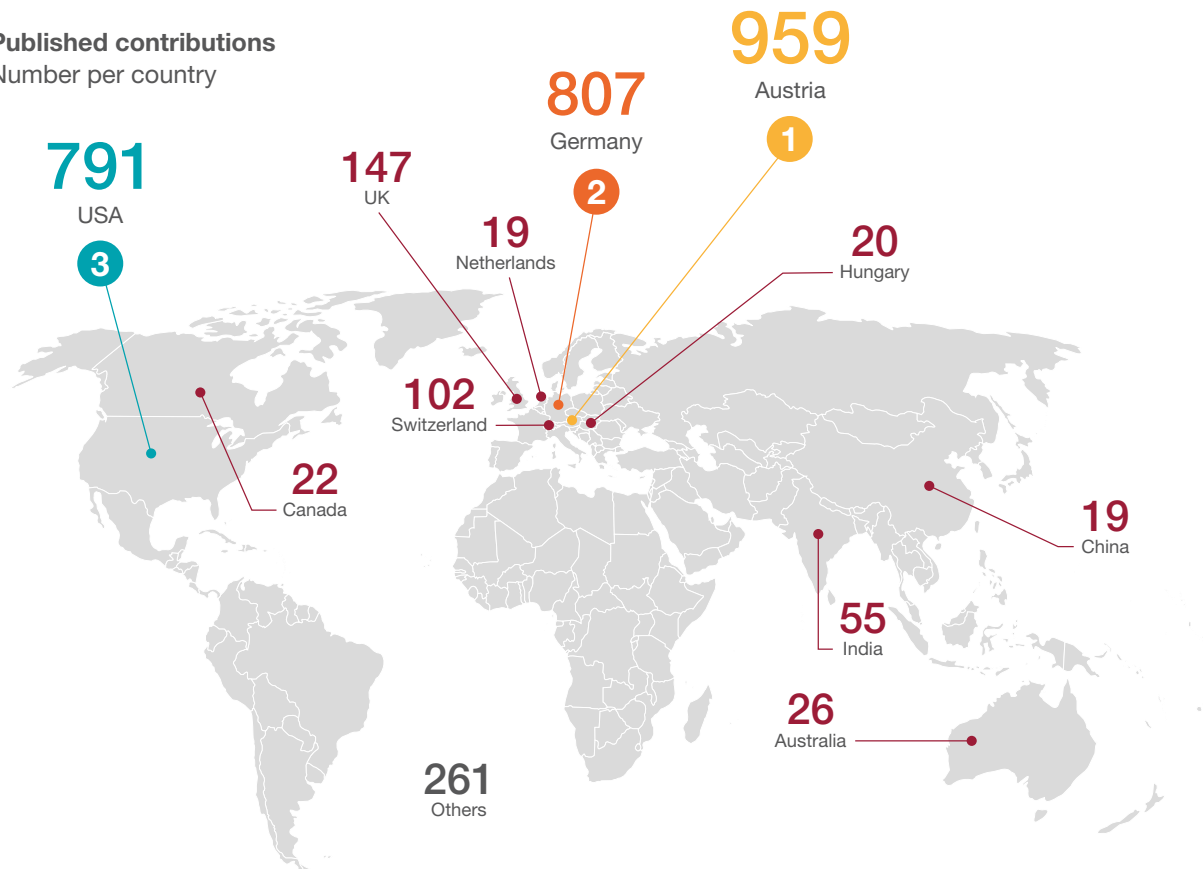 Published contributions
Number per country
959
Austria
1
807
Germany
2
791
USA
3
147
UK
19
Netherlands
20
Hungary
102
Switzerland
22
Canada
19
China
55
India
26
Australia
261
Others